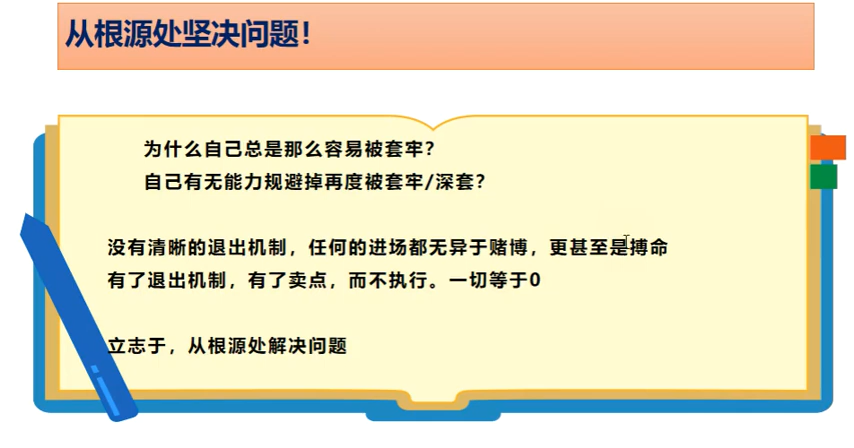 从根源处坚决问题！
为什么自己总是那么容易被套牢？
自己有无能力规避掉再度被套牢/深套？
没有清晰的退出机制，任何的进场都无异于赌博，更甚至是搏命
有了退出机制，有了卖点，而不执行。一切等于0
立志于，从根源处解决问题